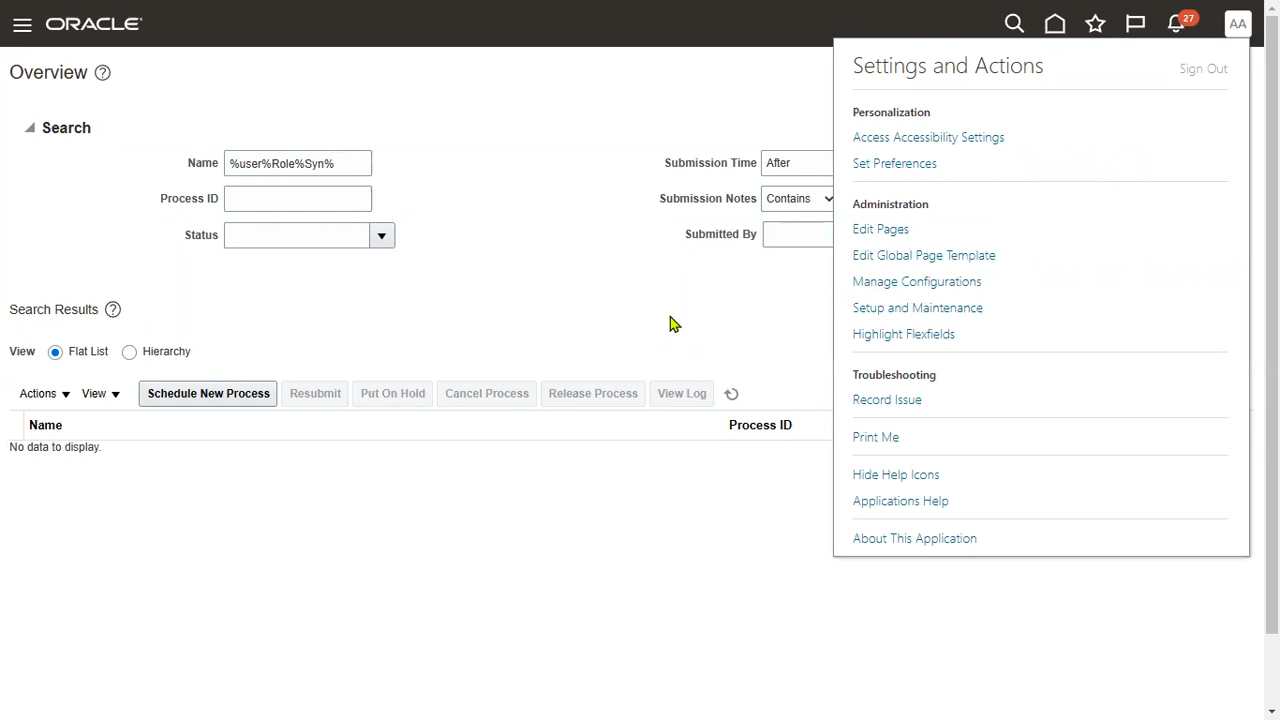 ORACLE
27
AA
Overview
Search
Name %user%Role%Syn%
Process ID
Status
Submission Time After
Submission Notes Contains
Submitted By
Search Results
View Flat List Hierarchy
Actions View Schedule New Process Resubmit Put On Hold Cancel Process Release Process View Log
Name Process ID
No data to display.
Settings and Actions Sign Out
Personalization
Access Accessibility Settings
Set Preferences
Administration
Edit Pages
Edit Global Page Template
Manage Configurations
Setup and Maintenance
Highlight Flexfields
Troubleshooting
Record Issue
Print Me
Hide Help Icons
Applications Help
About This Application